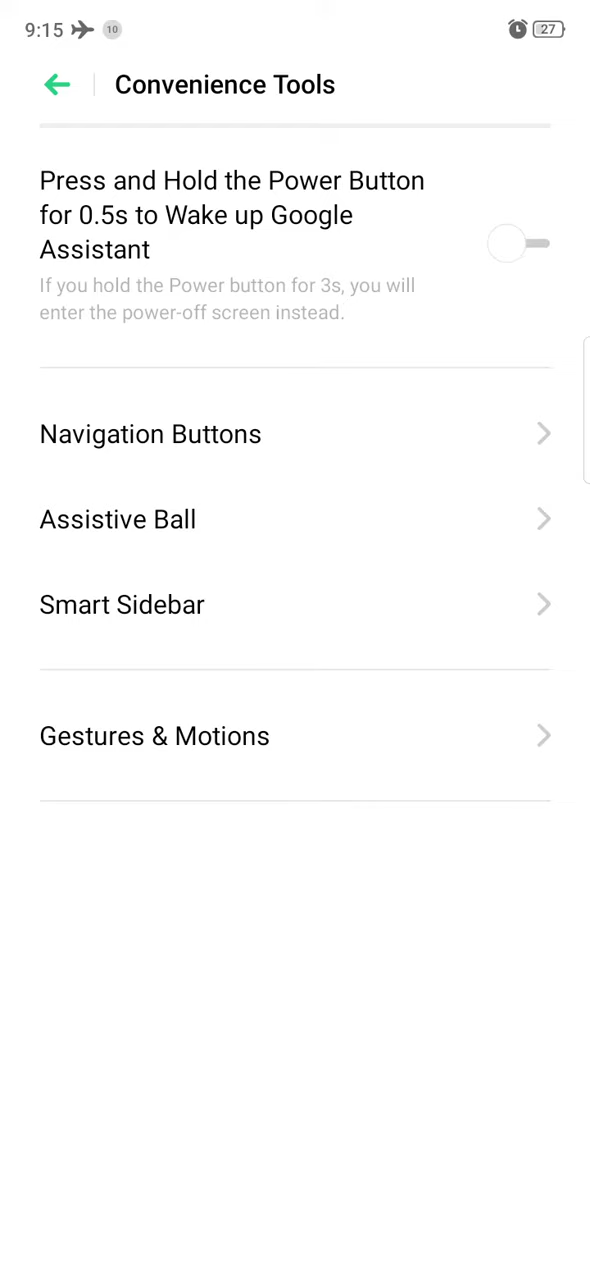 9:15 10 27
Convenience Tools
Press and Hold the Power Button
for 0.5s to Wake up Google
Assistant
If you hold the Power button for 3s, you will
enter the power-off screen instead.
Navigation Buttons
Assistive Ball
Smart Sidebar
Gestures & Motions